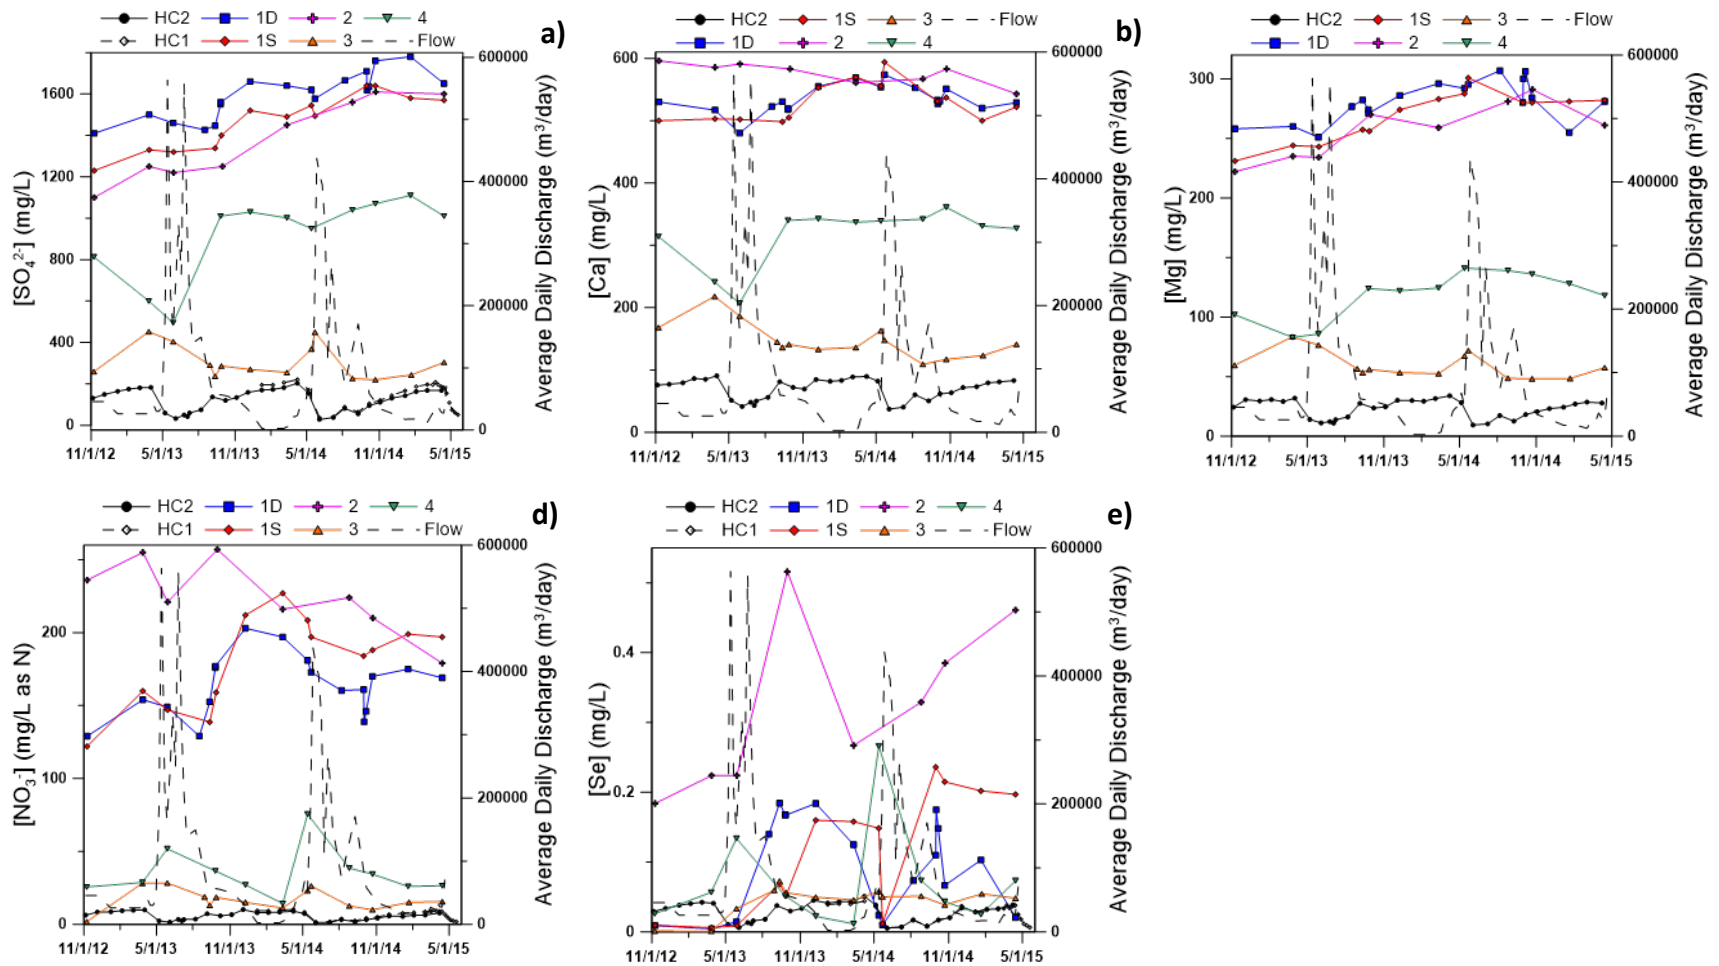 HC2 1D 2 4
HC1 1S 3 Flow
a)
[SO₄²⁻] (mg/L)
1600
1200
800
400
0
600000
400000
200000
0
Average Daily Discharge (m³/day)
11/1/12 5/1/13 11/1/13 5/1/14 11/1/14 5/1/15
HC2 1S 3 Flow
1D 2 4
b)
[Ca] (mg/L)
600
400
200
0
600000
400000
200000
0
Average Daily Discharge (m³/day)
11/1/12 5/1/13 11/1/13 5/1/14 11/1/14 5/1/15
HC2 1S 3 Flow
1D 2 4
[Mg] (mg/L)
300
200
100
0
600000
400000
200000
0
Average Daily Discharge (m³/day)
11/1/12 5/1/13 11/1/13 5/1/14 11/1/14 5/1/15
HC2 1D 2 4
HC1 1S 3 Flow
d)
[NO₃⁻] (mg/L as N)
200
100
0
600000
400000
200000
0
Average Daily Discharge (m³/day)
11/1/12 5/1/13 11/1/13 5/1/14 11/1/14 5/1/15
HC2 1D 2 4
HC1 1S 3 Flow
e)
[Se] (mg/L)
0.4
0.2
0
600000
400000
200000
0
Average Daily Discharge (m³/day)
11/1/12 5/1/13 11/1/13 5/1/14 11/1/14 5/1/15